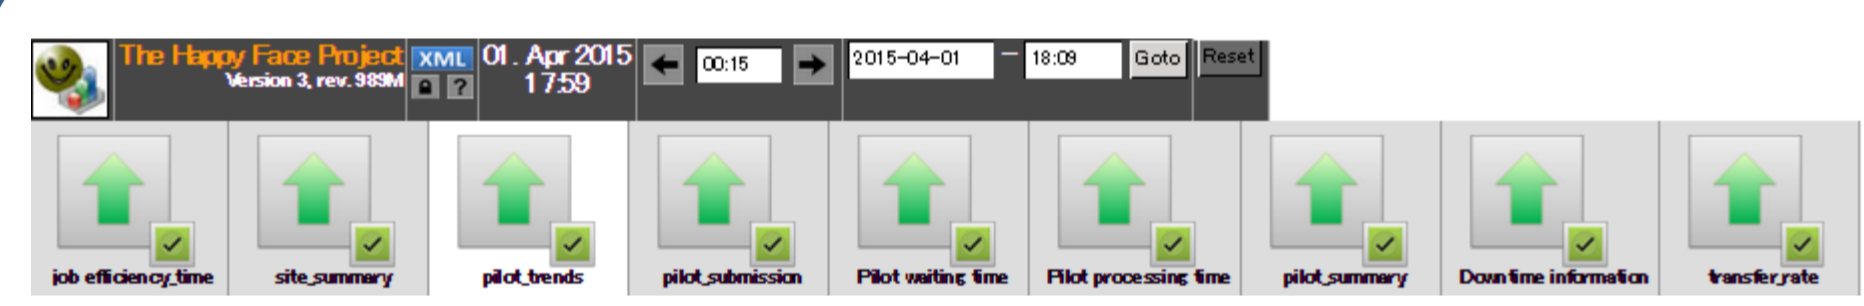 The Happy Face Project
Version 3, rev. 989M
XML
?
01. Apr 2015
17:59
00:15
2015-04-01 - 18:09 Goto Reset
job efficiency_time
site_summary
pilot_trends
pilot_submission
Pilot waiting time
Pilot processing time
pilot_summary
Downtime information
transfer_rate